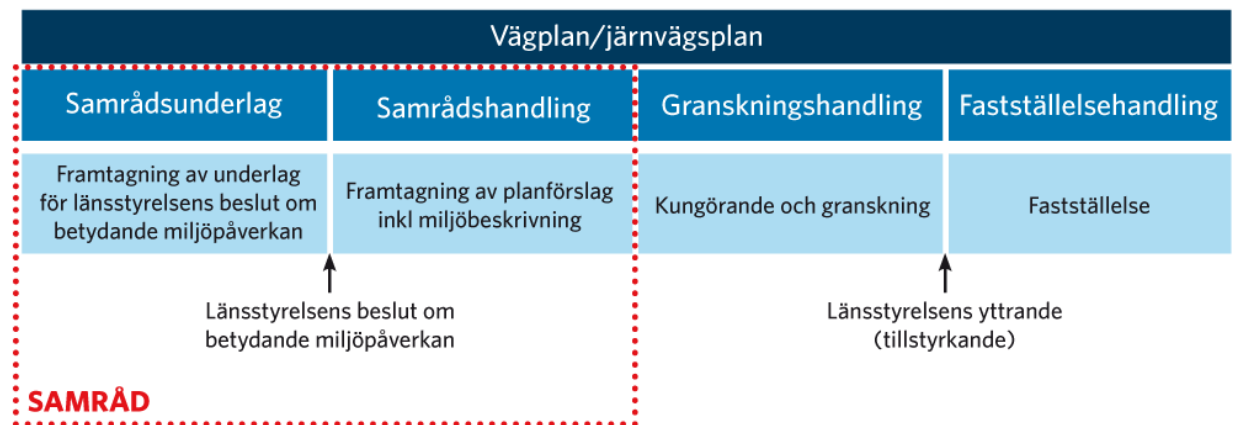 Vägplan/järnvägsplan
Samrådsunderlag
Samrådshandling
Granskningshandling
Fastställelsehandling
Framtagning av underlag
för länsstyrelsens beslut om
betydande miljöpåverkan
Framtagning av planförslag
inkl miljöbeskrivning
Kungörande och granskning
Fastställelse
Länsstyrelsens beslut om
betydande miljöpåverkan
Länsstyrelsens yttrande
(tillstyrkande)
SAMRÅD